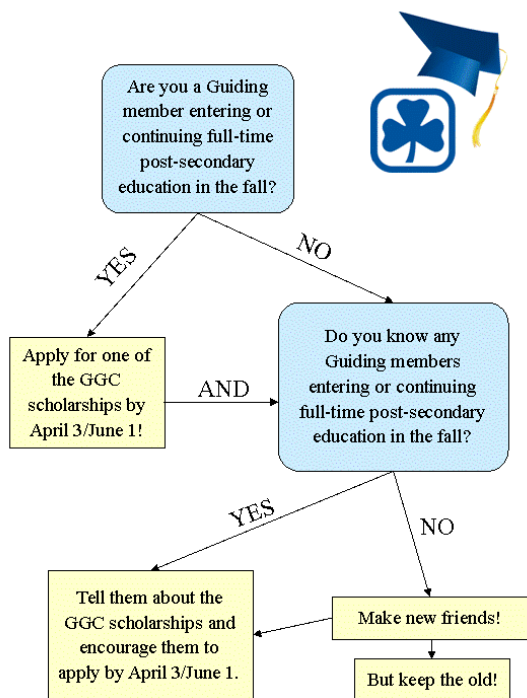 Are you a Guiding
member entering or
continuing full-time
post-secondary
education in the fall?
YES
NO
Apply for one of
the GGC
scholarships by
April 3/June 1!
AND
Do you know any
Guiding members
entering or continuing
full-time post-secondary
education in the fall?
YES
NO
Tell them about the
GGC scholarships and
encourage them to
apply by April 3/June 1.
Make new friends!
But keep the old!